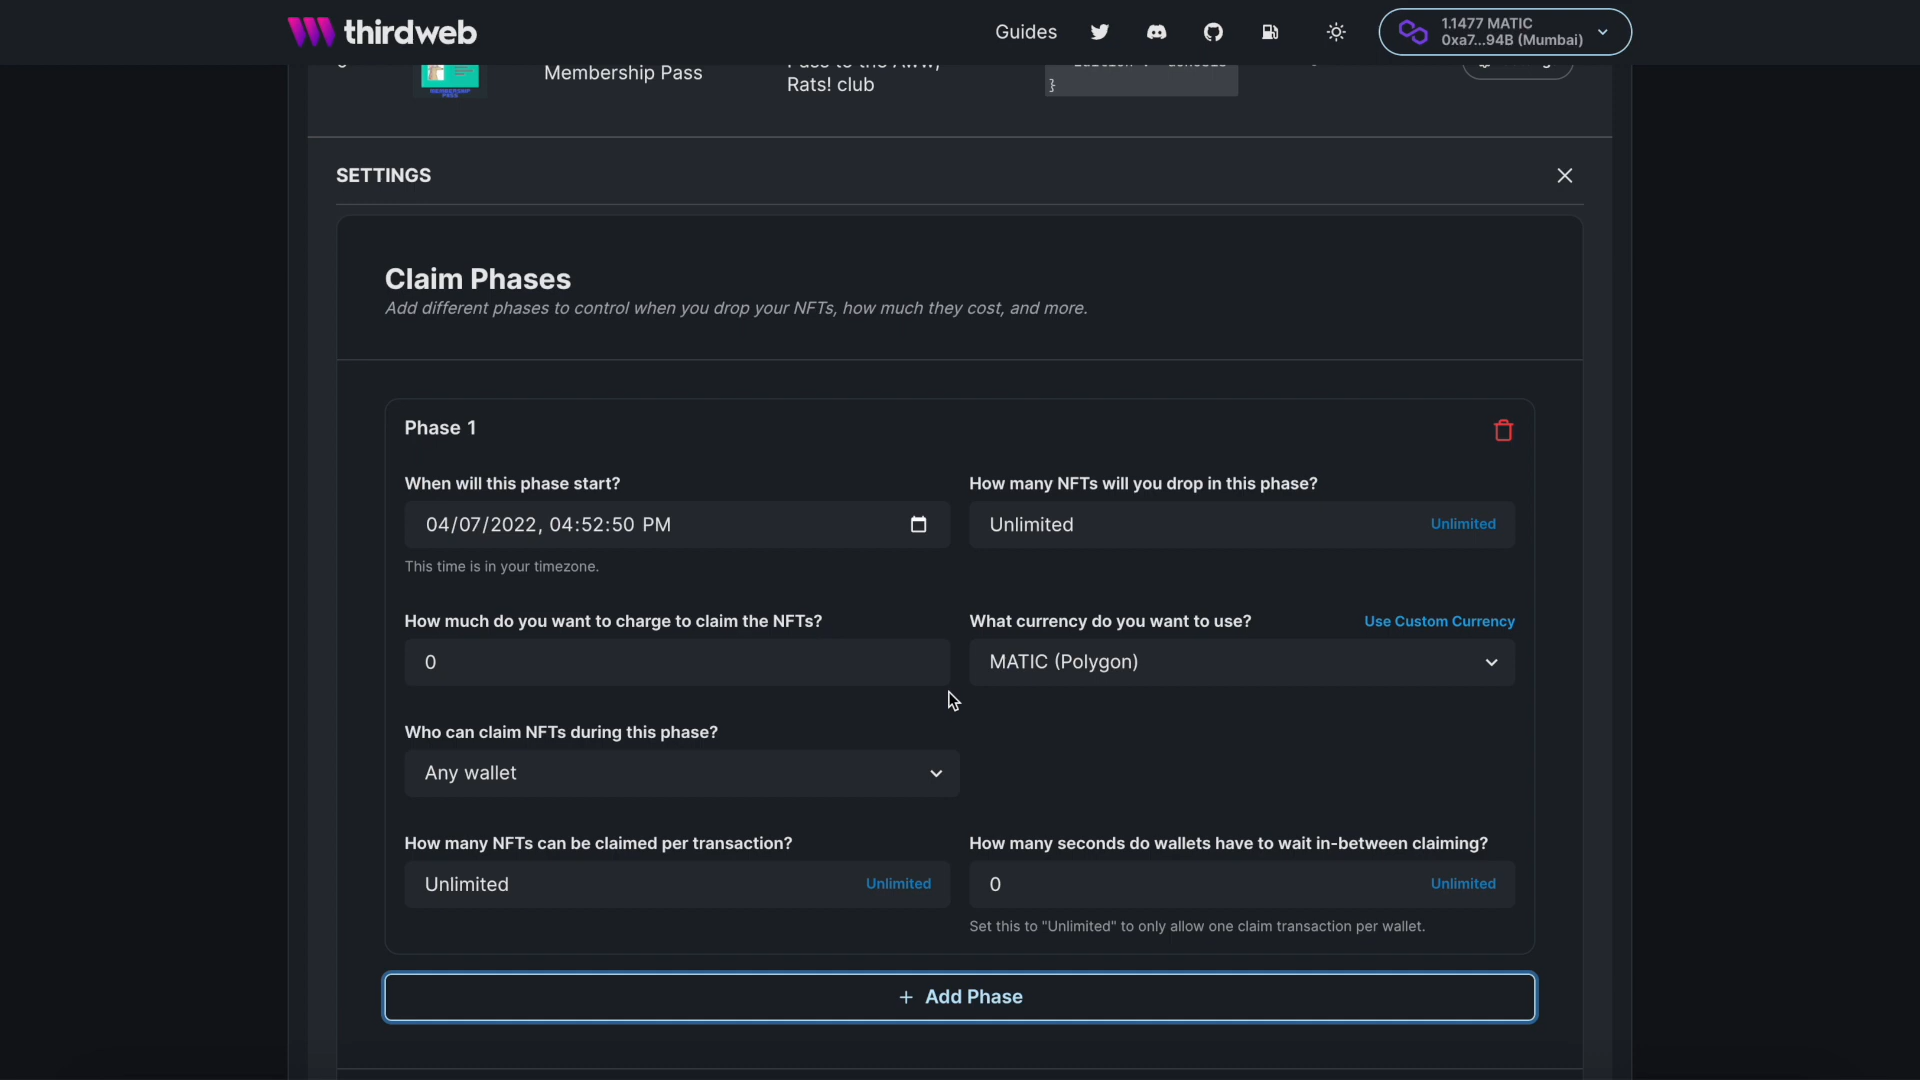 thirdweb
Guides
1.1477 MATIC
0xa7...94B (Mumbai)
Membership Pass
Rats! club
}
MEMBERSHIP
PASS
SETTINGS
Claim Phases
Add different phases to control when you drop your NFTs, how much they cost, and more.
Phase 1
When will this phase start?
04/07/2022, 04:52:50 PM
This time is in your timezone.
How many NFTs will you drop in this phase?
Unlimited
Unlimited
How much do you want to charge to claim the NFTs?
0
What currency do you want to use?
Use Custom Currency
MATIC (Polygon)
Who can claim NFTs during this phase?
Any wallet
How many NFTs can be claimed per transaction?
Unlimited
Unlimited
How many seconds do wallets have to wait in-between claiming?
0
Unlimited
Set this to "Unlimited" to only allow one claim transaction per wallet.
+ Add Phase